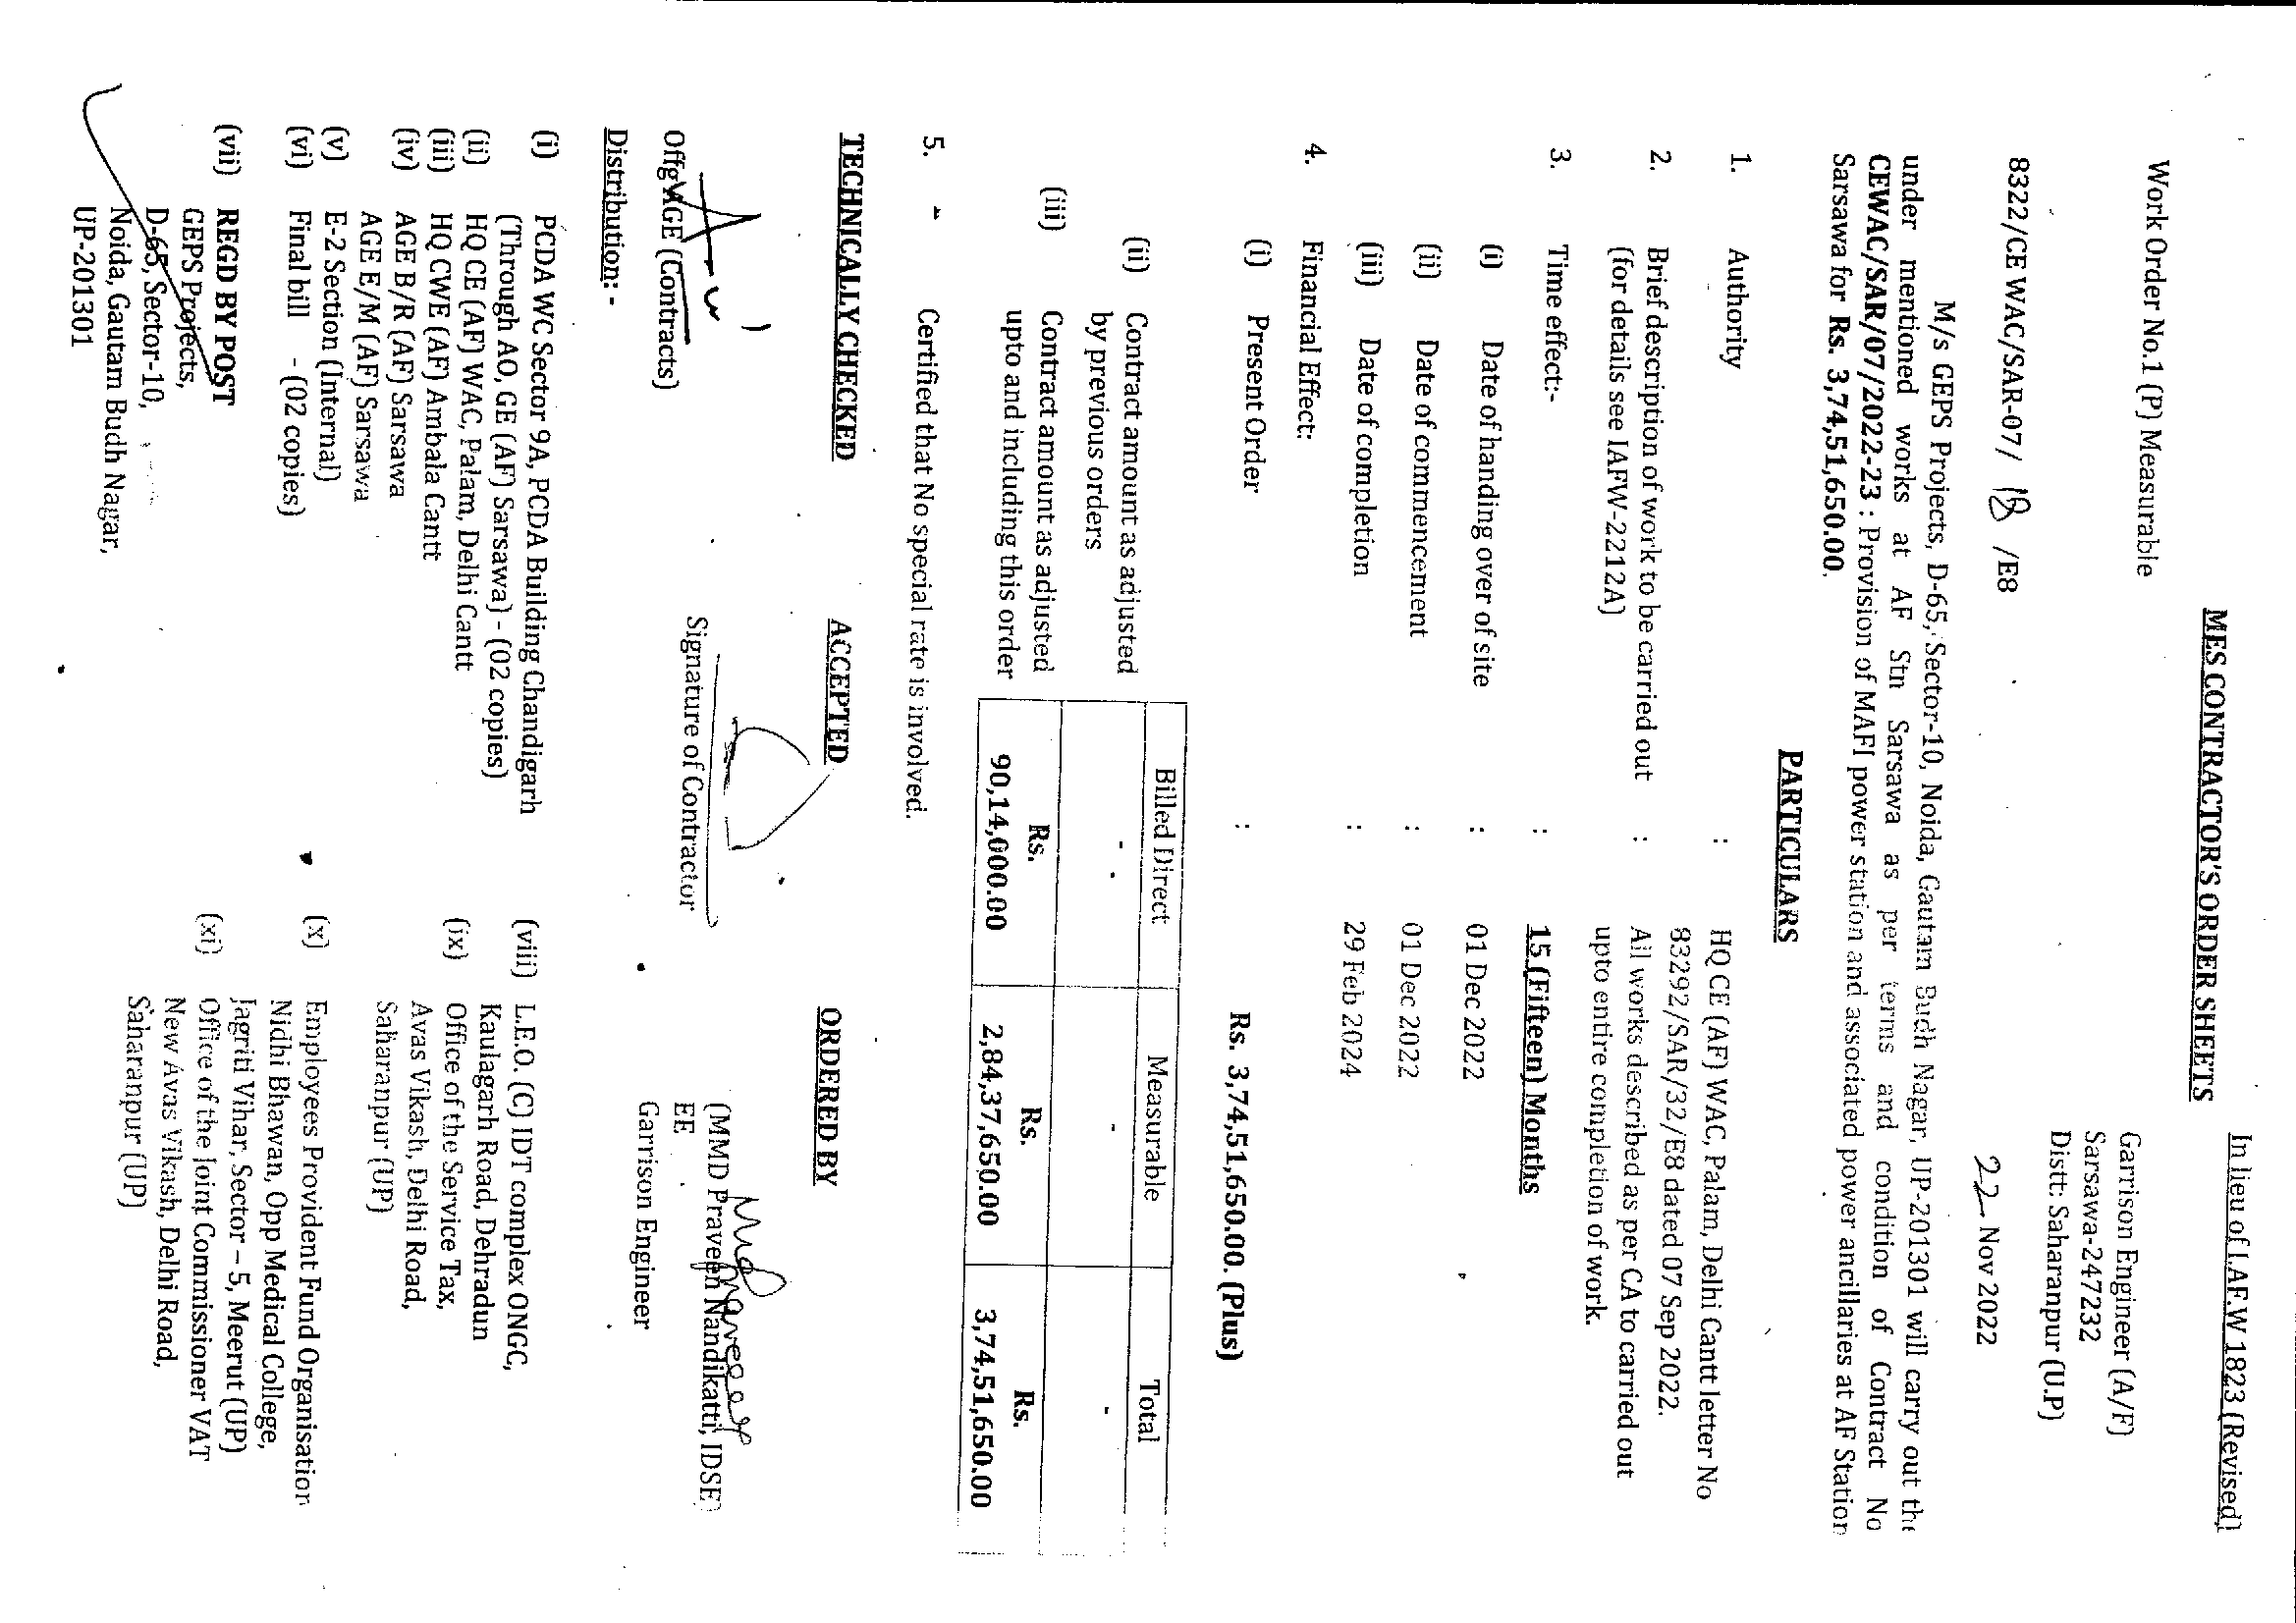 In lieu of I.AF.W 1823 (Revised)
MES CONTRACTOR'S ORDER SHEETS
Work Order No.1 (P) Measurable
Garrison Engineer (A/F)
Sarsawa-247232
Distt: Saharanpur (U.P)
8322/CE WAC/SAR-07/ 18 /E8
22 Nov 2022
M/s GEPS Projects, D-65, Sector-10, Noida, Gautam Budh Nagar, UP-201301 will carry out the
under mentioned works at AF Stn Sarsawa as per terms and condition of Contract No
CEWAC/SAR/07/2022-23 : Provision of MAFI power station and associated power ancillaries at AF Station
Sarsawa for Rs. 3,74,51,650.00.
PARTICULARS
1. Authority : HQ CE (AF) WAC, Palam, Delhi Cantt letter No
83292/SAR/32/E8 dated 07 Sep 2022.
2. Brief description of work to be carried out : All works described as per CA to carried out
(for details see IAFW-2212A) upto entire completion of work.
3. Time effect:- : 15 (Fifteen) Months
(i) Date of handing over of site : 01 Dec 2022
(ii) Date of commencement : 01 Dec 2022
(iii) Date of completion : 29 Feb 2024
4. Financial Effect:
(i) Present Order : Rs. 3,74,51,650.00. (Plus)
Billed Direct Measurable Total
(ii) Contract amount as adjusted - - -
by previous orders
(iii) Contract amount as adjusted Rs. Rs. Rs.
upto and including this order 90,14,000.00 2,84,37,650.00 3,74,51,650.00
5. - Certified that No special rate is involved.
TECHNICALLY CHECKED ACCEPTED ORDERED BY
(MMD Praveen Nandikatti, IDSE)
Offg AGE (Contracts) Signature of Contractor EE
Garrison Engineer
Distribution: -
(i) PCDA WC Sector 9A, PCDA Building Chandigarh
(Through AO, GE (AF) Sarsawa) - (02 copies)
(ii) HQ CE (AF) WAC, Palam, Delhi Cantt
(iii) HQ CWE (AF) Ambala Cantt
(iv) AGE B/R (AF) Sarsawa
AGE E/M (AF) Sarsawa
(v) E-2 Section (Internal)
(vi) Final bill - (02 copies)
(vii) REGD BY POST
GEPS Projects,
D-65, Sector-10,
Noida, Gautam Budh Nagar,
UP-201301
(viii) L.E.O. (C) IDT complex ONGC,
Kaulagarh Road, Dehradun
(ix) Office of the Service Tax,
Avas Vikash, Delhi Road,
Saharanpur (UP)
(x) Employees Provident Fund Organisation
Nidhi Bhawan, Opp Medical College,
Jagriti Vihar, Sector – 5, Meerut (UP)
(xi) Office of the Joint Commissioner VAT
New Avas Vikash, Delhi Road,
Saharanpur (UP)